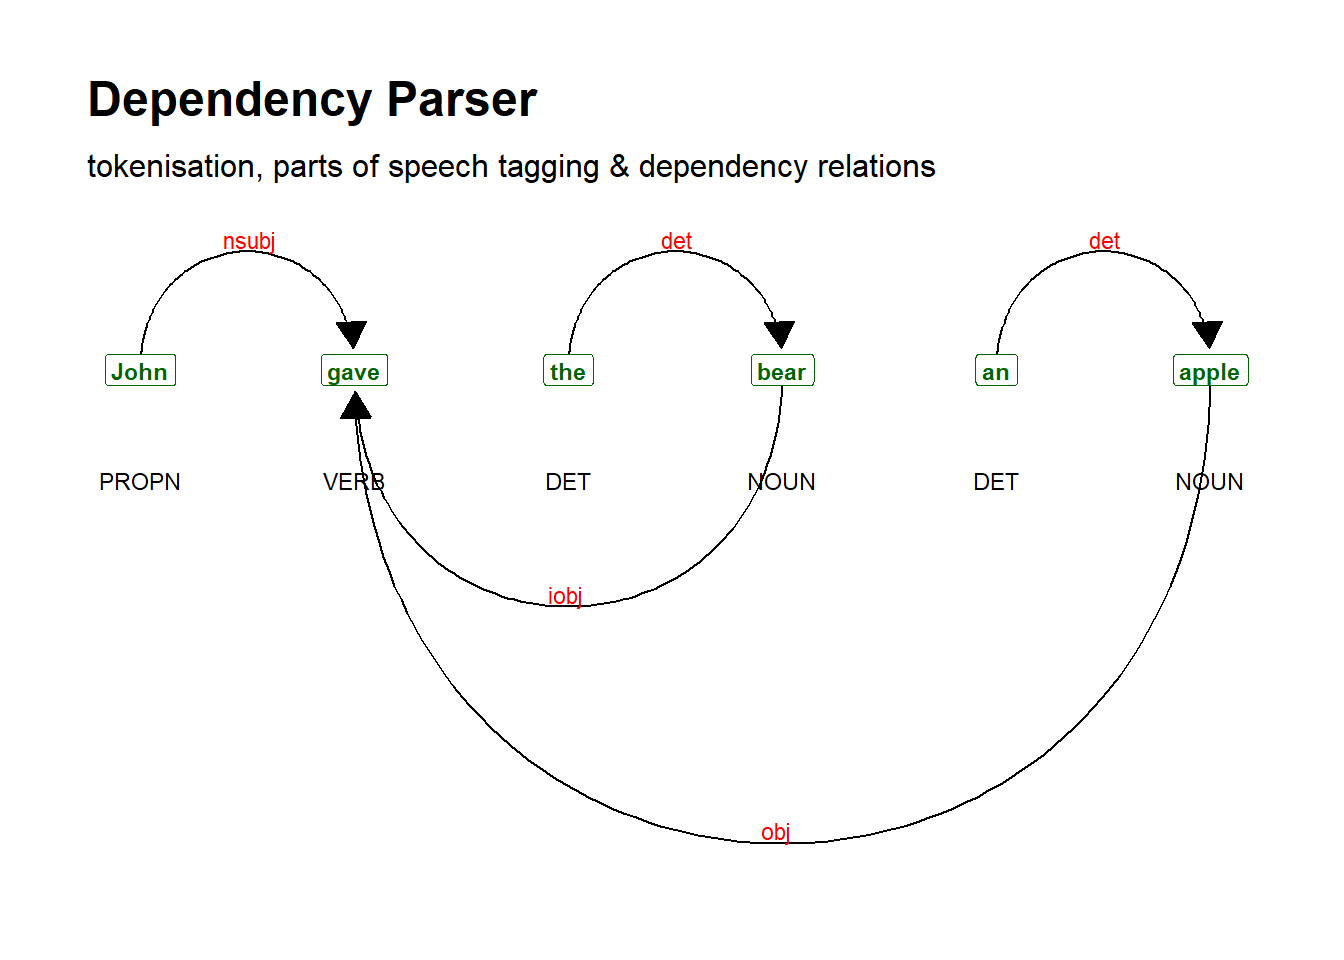 Dependency Parser
tokenisation, parts of speech tagging & dependency relations
nsubj det det
John gave the bear an apple
PROPN VERB DET NOUN DET NOUN
iobj
obj